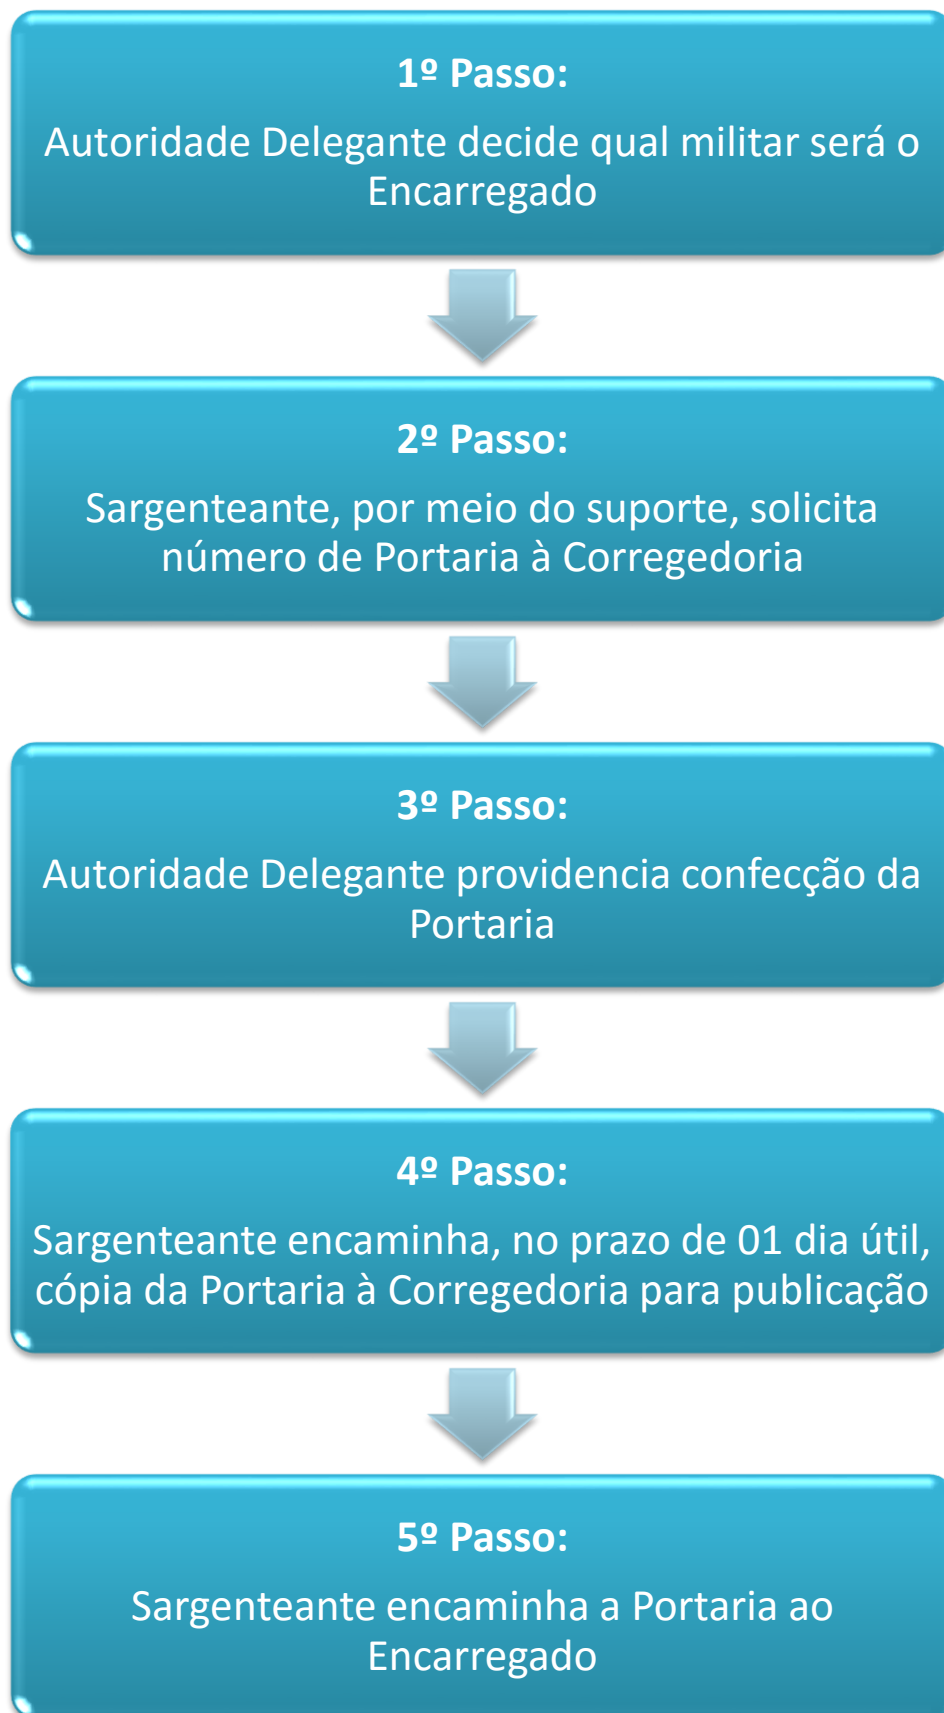 1º Passo:
Autoridade Delegante decide qual militar será o
Encarregado
2º Passo:
Sargenteante, por meio do suporte, solicita
número de Portaria à Corregedoria
3º Passo:
Autoridade Delegante providencia confecção da
Portaria
4º Passo:
Sargenteante encaminha, no prazo de 01 dia útil,
cópia da Portaria à Corregedoria para publicação
5º Passo:
Sargenteante encaminha a Portaria ao
Encarregado